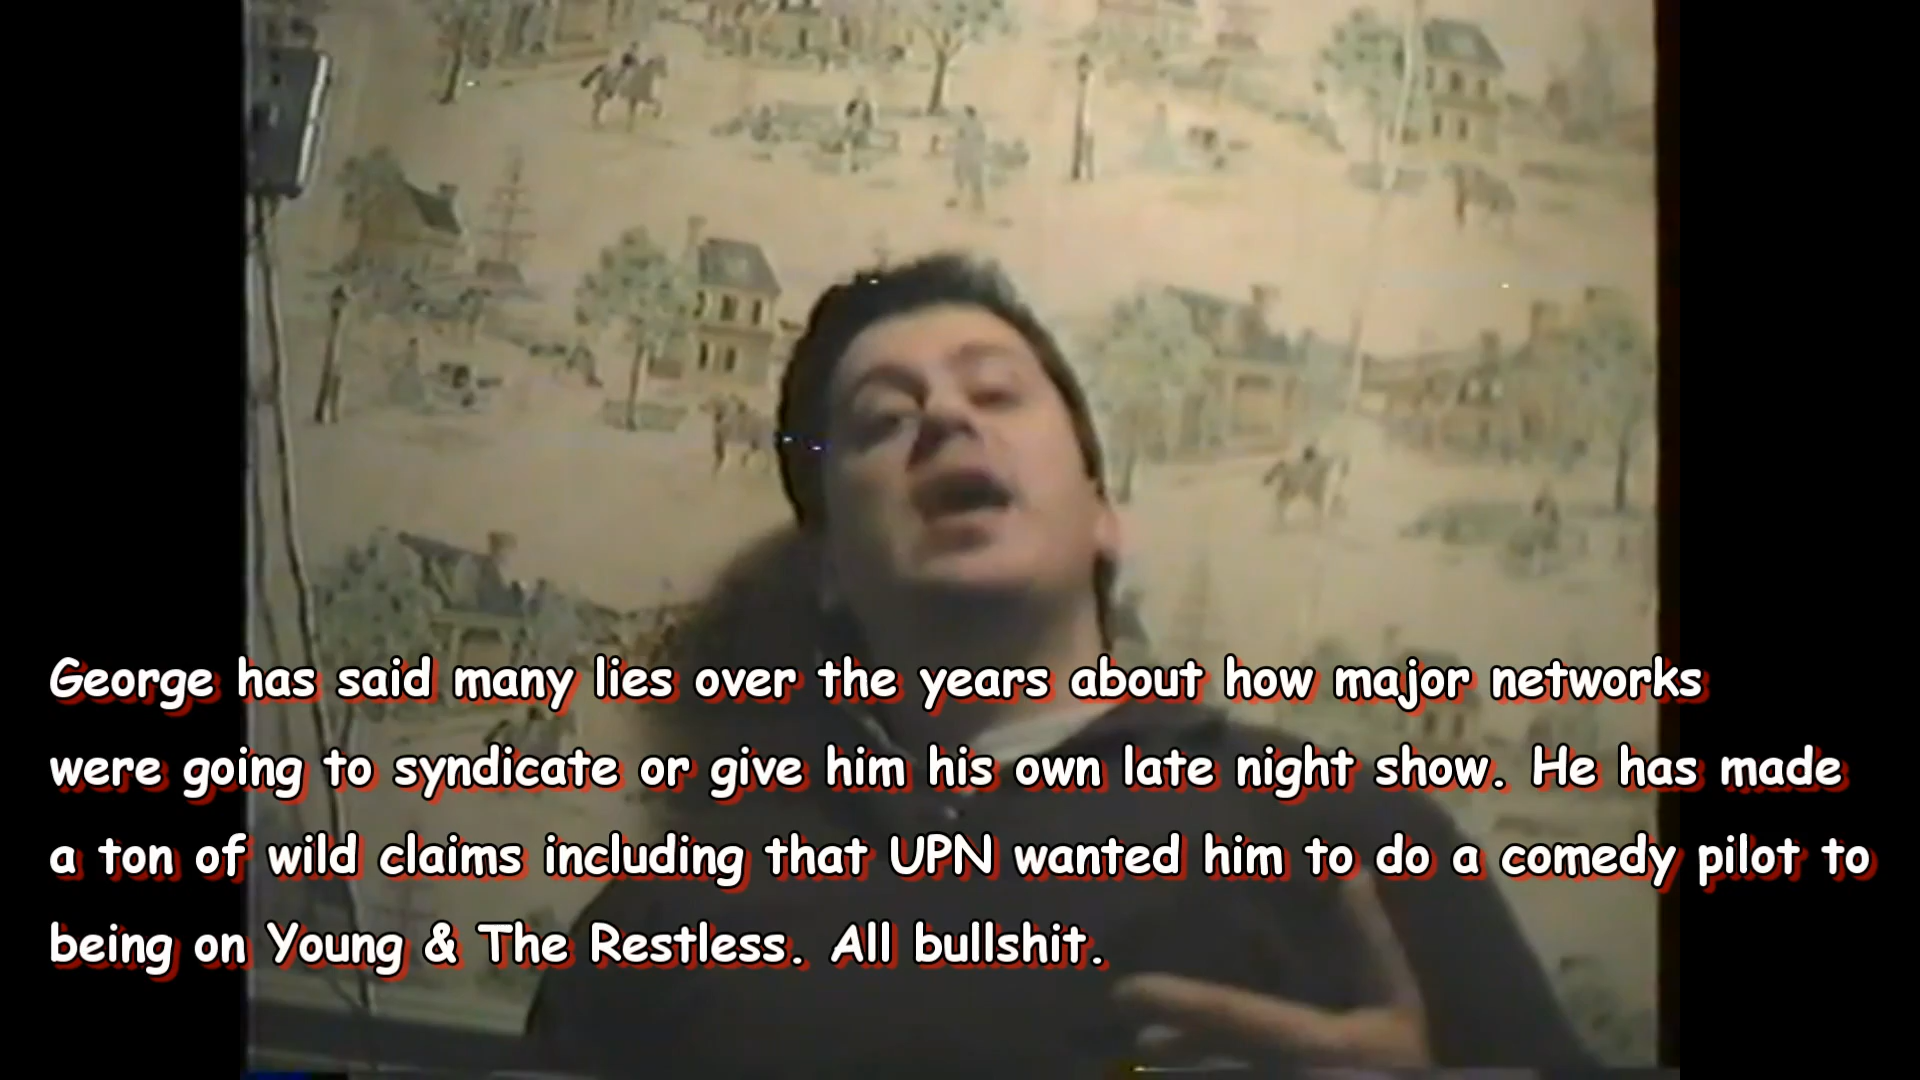 George has said many lies over the years about how major networks
were going to syndicate or give him his own late night show. He has made
a ton of wild claims including that UPN wanted him to do a comedy pilot to
being on Young & The Restless. All bullshit.